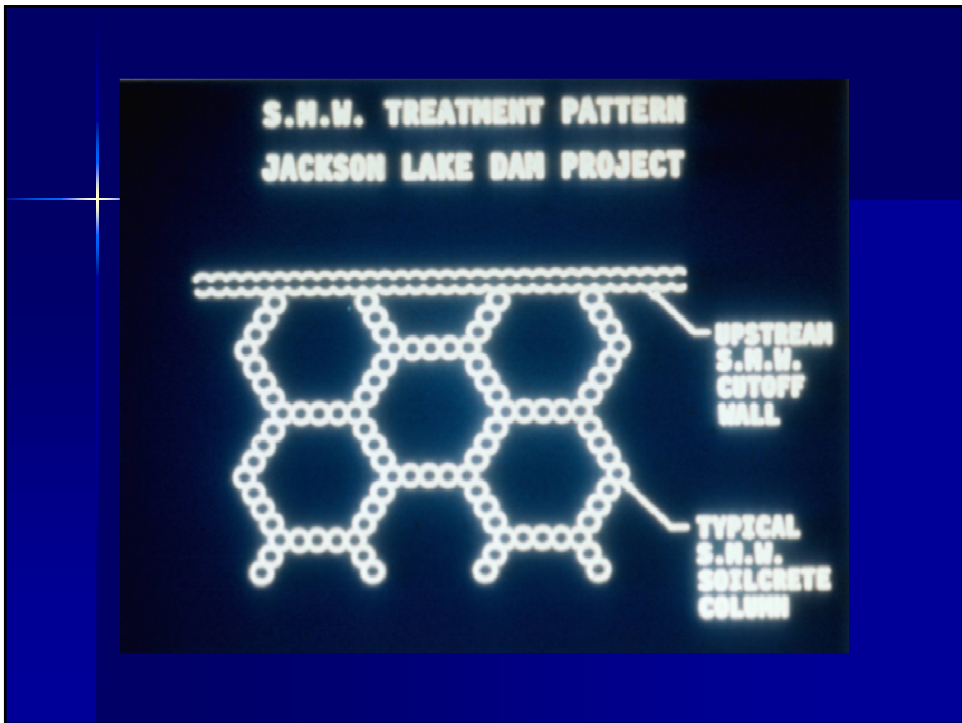 S.M.W. TREATMENT PATTERN
JACKSON LAKE DAM PROJECT
UPSTREAM
S.M.W.
CUTOFF
WALL
TYPICAL
S.M.W.
SOILCRETE
COLUMN